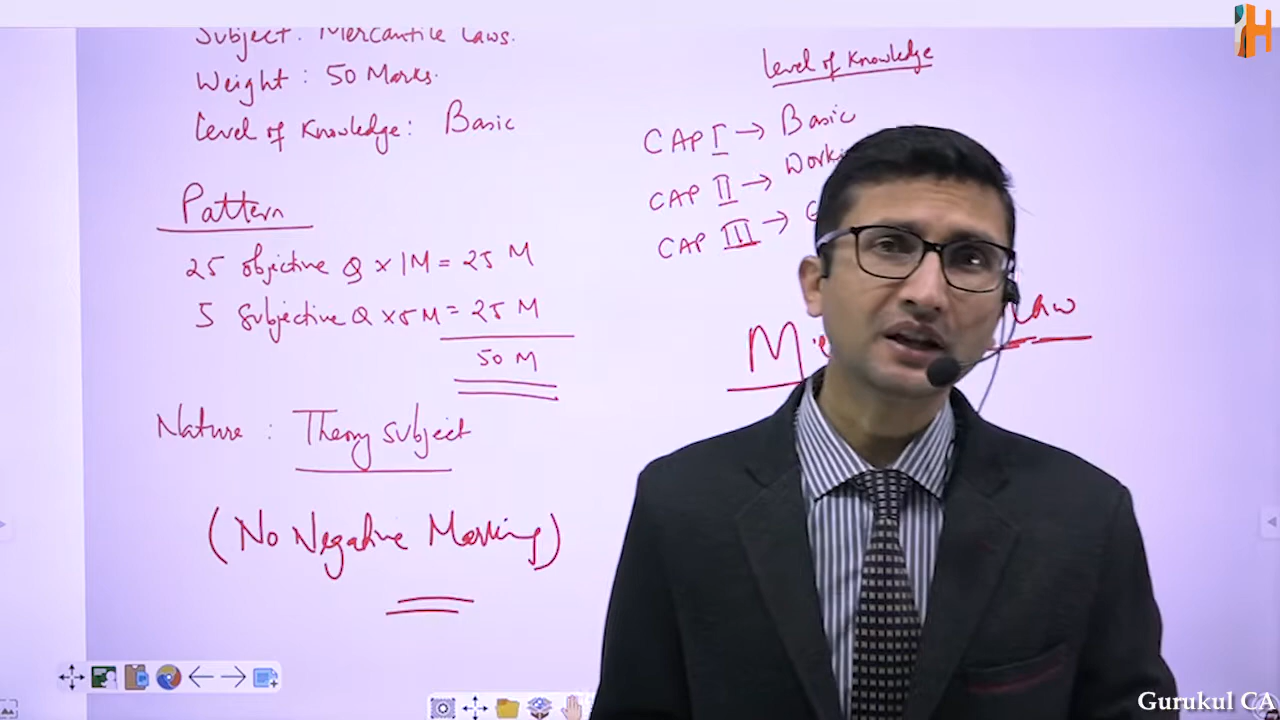 Subject: Mercantile Laws.
Weight: 50 Marks.
Level of Knowledge: Basic
Pattern
25 objective Q × 1M = 25 M
5 Subjective Q × 5 M = 25 M
50 M
Nature: Theory subject
(No Negative Marking)
Level of Knowledge
CAP I → Basic
CAP II →
CAP III →
Law
H
Gurukul CA